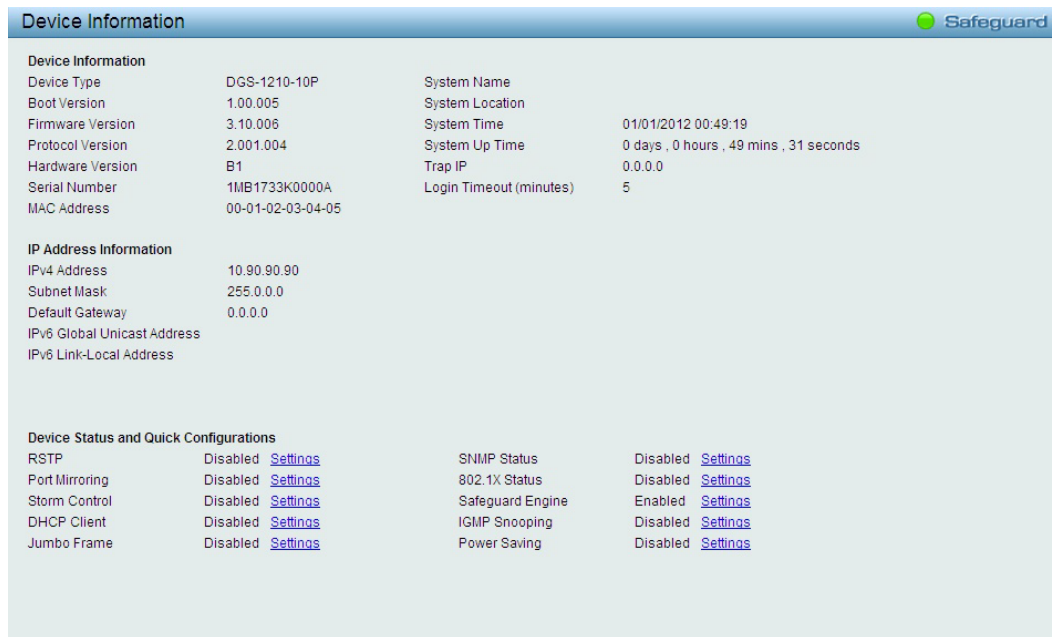 Device Information
Safeguard
Device Information
Device Type DGS-1210-10P System Name
Boot Version 1.00.005 System Location
Firmware Version 3.10.006 System Time 01/01/2012 00:49:19
Protocol Version 2.001.004 System Up Time 0 days , 0 hours , 49 mins , 31 seconds
Hardware Version B1 Trap IP 0.0.0.0
Serial Number 1MB1733K0000A Login Timeout (minutes) 5
MAC Address 00-01-02-03-04-05
IP Address Information
IPv4 Address 10.90.90.90
Subnet Mask 255.0.0.0
Default Gateway 0.0.0.0
IPv6 Global Unicast Address
IPv6 Link-Local Address
Device Status and Quick Configurations
RSTP Disabled Settings SNMP Status Disabled Settings
Port Mirroring Disabled Settings 802.1X Status Disabled Settings
Storm Control Disabled Settings Safeguard Engine Enabled Settings
DHCP Client Disabled Settings IGMP Snooping Disabled Settings
Jumbo Frame Disabled Settings Power Saving Disabled Settings